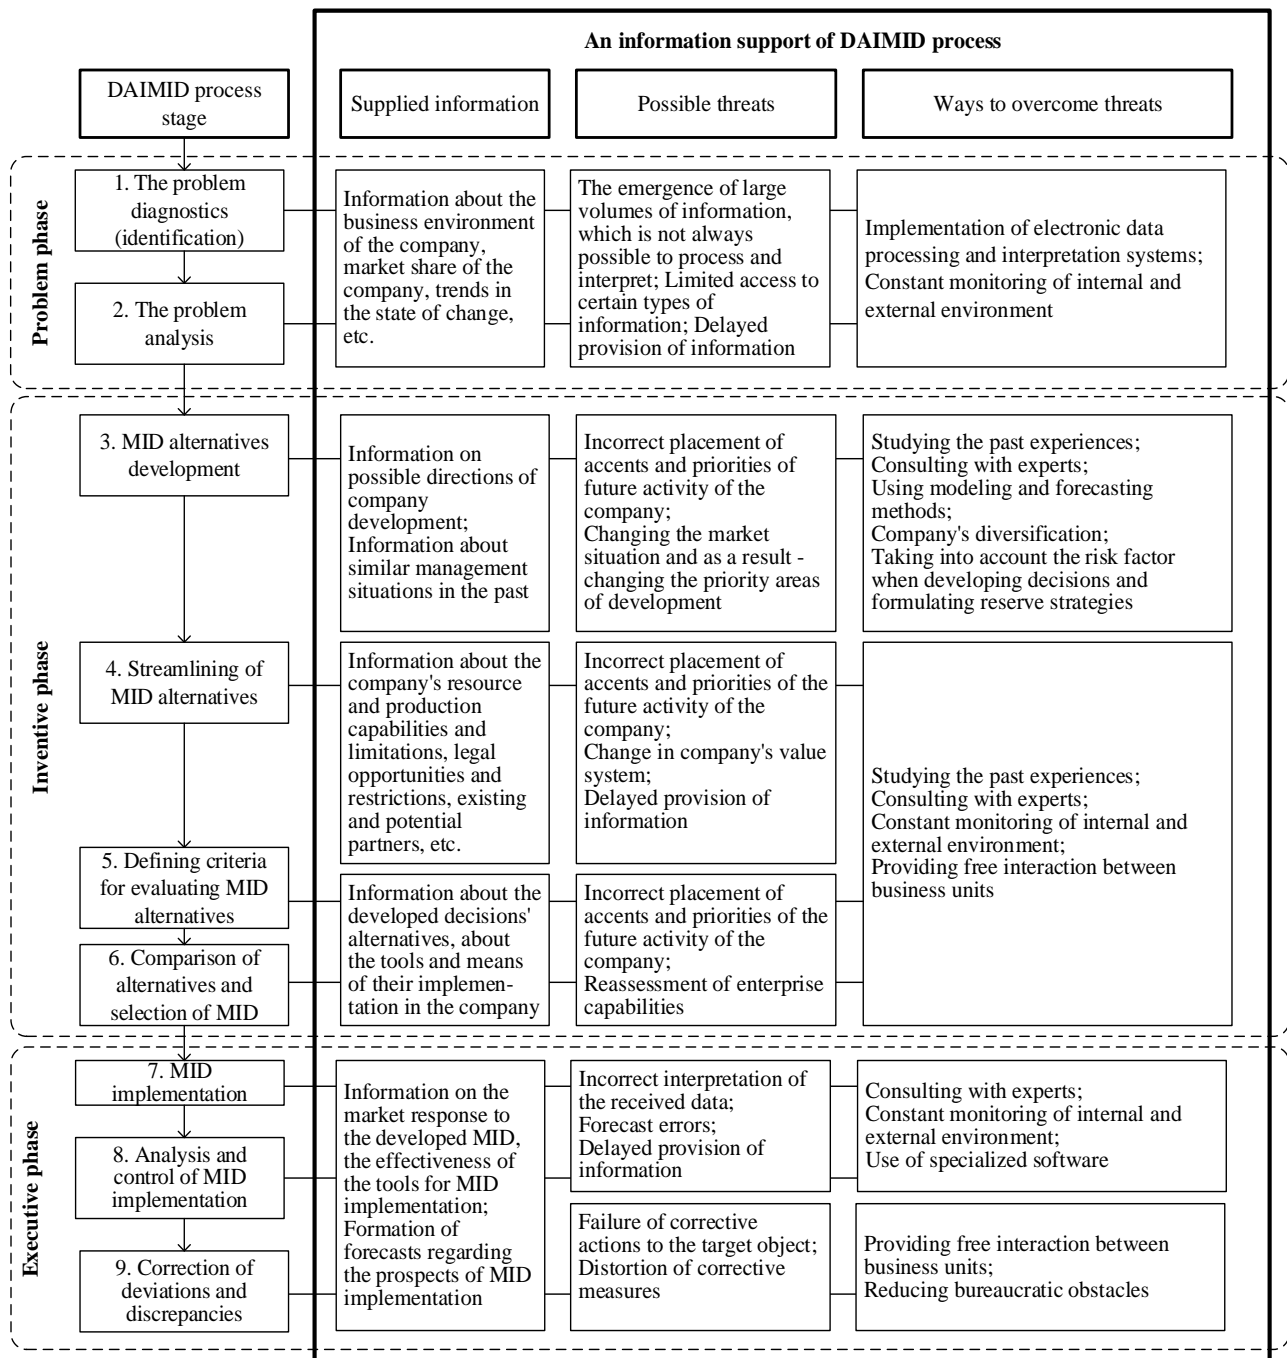 An information support of DAIMID process
DAIMID process
stage
Supplied information
Possible threats
Ways to overcome threats
Problem phase
1. The problem
diagnostics
(identification)
2. The problem
analysis
Information about the
business environment
of the company,
market share of the
company, trends in
the state of change,
etc.
The emergence of large
volumes of information,
which is not always
possible to process and
interpret; Limited access to
certain types of
information; Delayed
provision of information
Implementation of electronic data
processing and interpretation systems;
Constant monitoring of internal and
external environment
Inventive phase
3. MID alternatives
development
Information on
possible directions of
company
development;
Information about
similar management
situations in the past
Incorrect placement of
accents and priorities of
future activity of the
company;
Changing the market
situation and as a result -
changing the priority areas
of development
Studying the past experiences;
Consulting with experts;
Using modeling and forecasting
methods;
Company's diversification;
Taking into account the risk factor
when developing decisions and
formulating reserve strategies
4. Streamlining of
MID alternatives
Information about the
company's resource
and production
capabilities and
limitations, legal
opportunities and
restrictions, existing
and potential
partners, etc.
Incorrect placement of
accents and priorities of the
future activity of the
company;
Change in company's value
system;
Delayed provision of
information
Studying the past experiences;
Consulting with experts;
Constant monitoring of internal and
external environment;
Providing free interaction between
business units
5. Defining criteria
for evaluating MID
alternatives
6. Comparison of
alternatives and
selection of MID
Information about the
developed decisions'
alternatives, about
the tools and means
of their implemen-
tation in the company
Incorrect placement of
accents and priorities of the
future activity of the
company;
Reassessment of enterprise
capabilities
Executive phase
7. MID
implementation
8. Analysis and
control of MID
implementation
9. Correction of
deviations and
discrepancies
Information on the
market response to
the developed MID,
the effectiveness of
the tools for MID
implementation;
Formation of
forecasts regarding
the prospects of MID
implementation
Incorrect interpretation of
the received data;
Forecast errors;
Delayed provision of
information
Consulting with experts;
Constant monitoring of internal and
external environment;
Use of specialized software
Failure of corrective
actions to the target object;
Distortion of corrective
measures
Providing free interaction between
business units;
Reducing bureaucratic obstacles